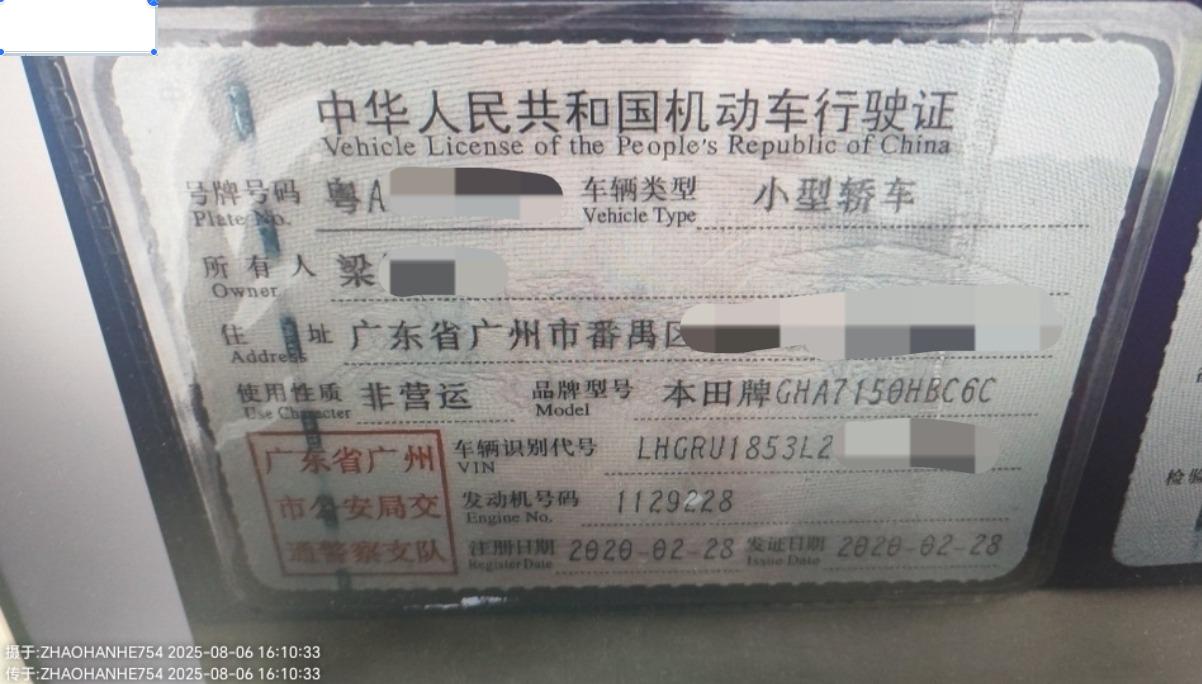 中华人民共和国机动车行驶证
Vehicle License of the People's Republic of China
号牌号码 粤A 车辆类型 小型轿车
Plate No. Vehicle Type
所有人 梁
Owner
住址 广东省广州市番禺区
Address
使用性质 非营运 品牌型号 本田牌GHA7150HBC6C
Use Character Model
广东省广州 车辆识别代号 LHGRU1853L2
VIN
市公安局交 发动机号码 1129228
Engine No.
通警察支队 注册日期 2020-02-28 发证日期 2020-02-28
Register Date Issue Date
检验
摄于:ZHAOHANHE754 2025-08-06 16:10:33
传于:ZHAOHANHE754 2025-08-06 16:10:33